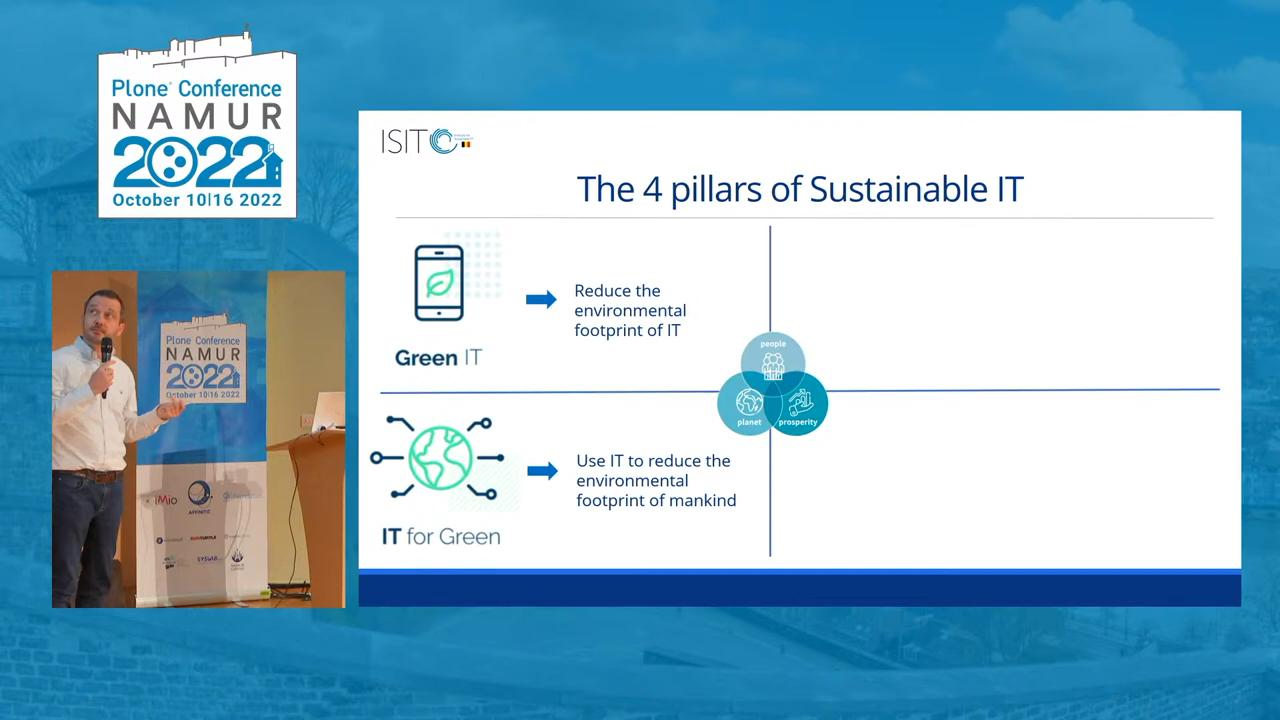 Plone® Conference
NAMUR
2022
October 10|16 2022
ISIT
The 4 pillars of Sustainable IT
Green IT
Reduce the
environmental
footprint of IT
people
planet
prosperity
IT for Green
Use IT to reduce the
environmental
footprint of mankind
Plone Conference
NAMUR
2022
October 10|16 2022
iMio
AFFINITIC
SYSLAB